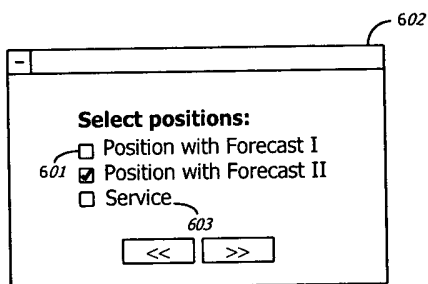 602
-
Select positions:
Position with Forecast I
601
Position with Forecast II
Service
603
<< >>